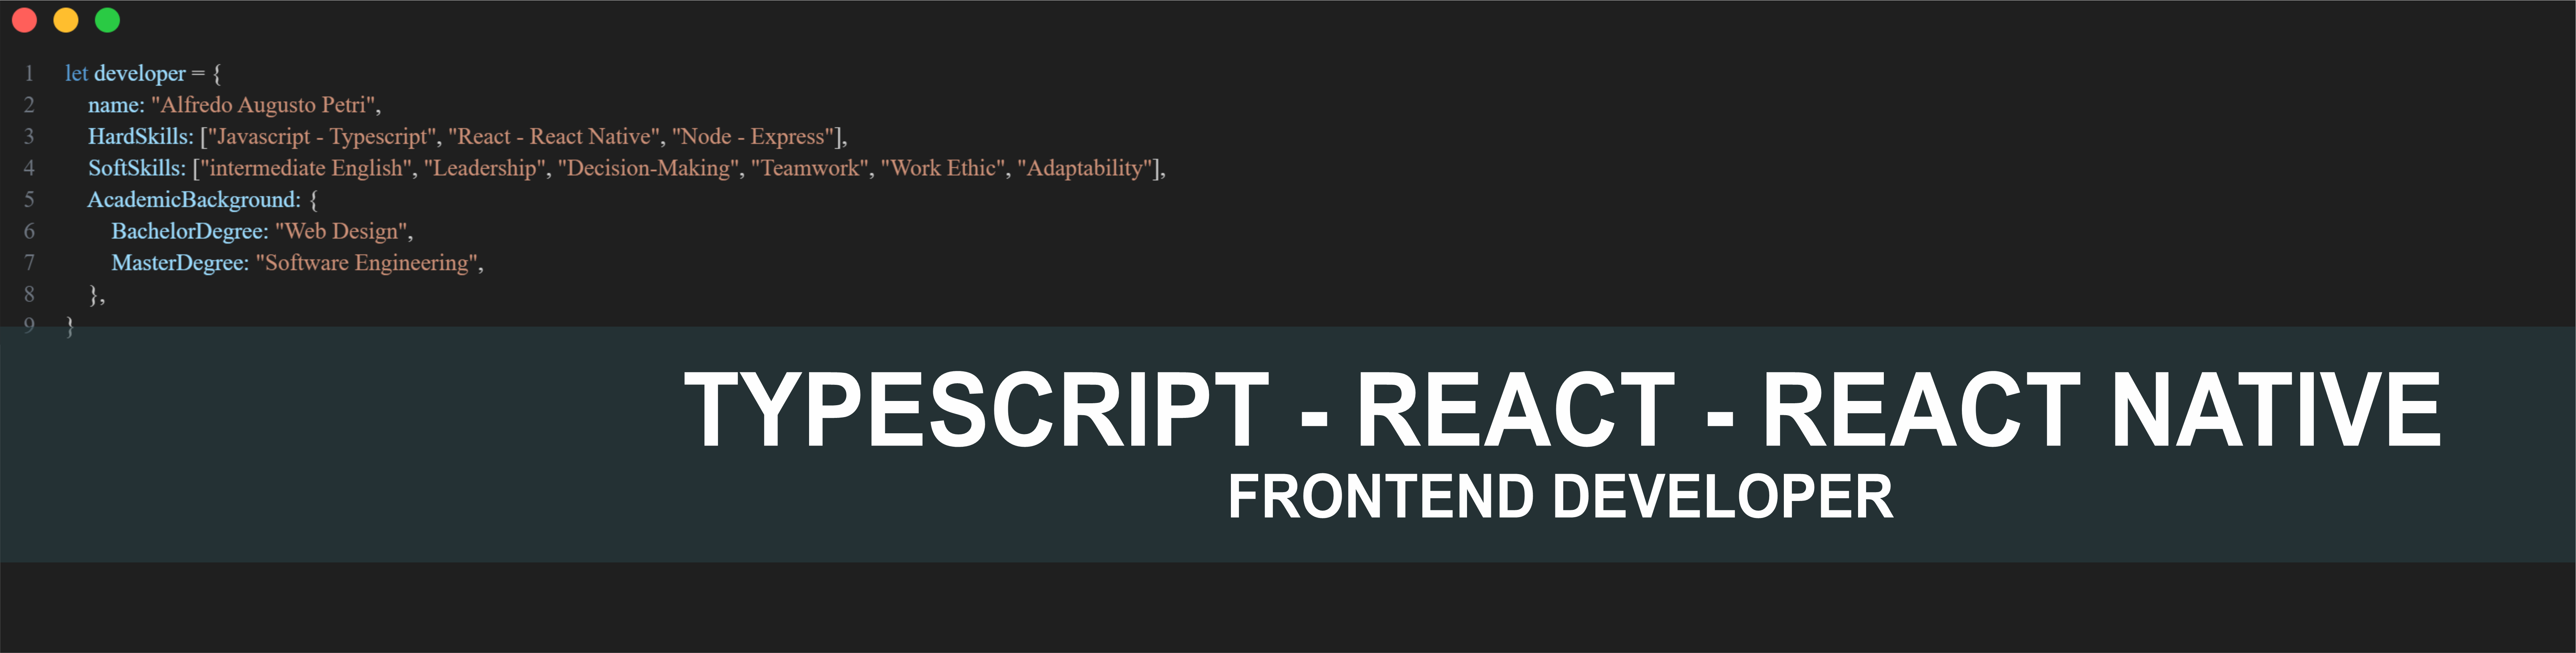 1 let developer = {
2 name: "Alfredo Augusto Petri",
3 HardSkills: ["Javascript - Typescript", "React - React Native", "Node - Express"],
4 SoftSkills: ["intermediate English", "Leadership", "Decision-Making", "Teamwork", "Work Ethic", "Adaptability"],
5 AcademicBackground: {
6 BachelorDegree: "Web Design",
7 MasterDegree: "Software Engineering",
8 },
9 }
TYPESCRIPT - REACT - REACT NATIVE
FRONTEND DEVELOPER